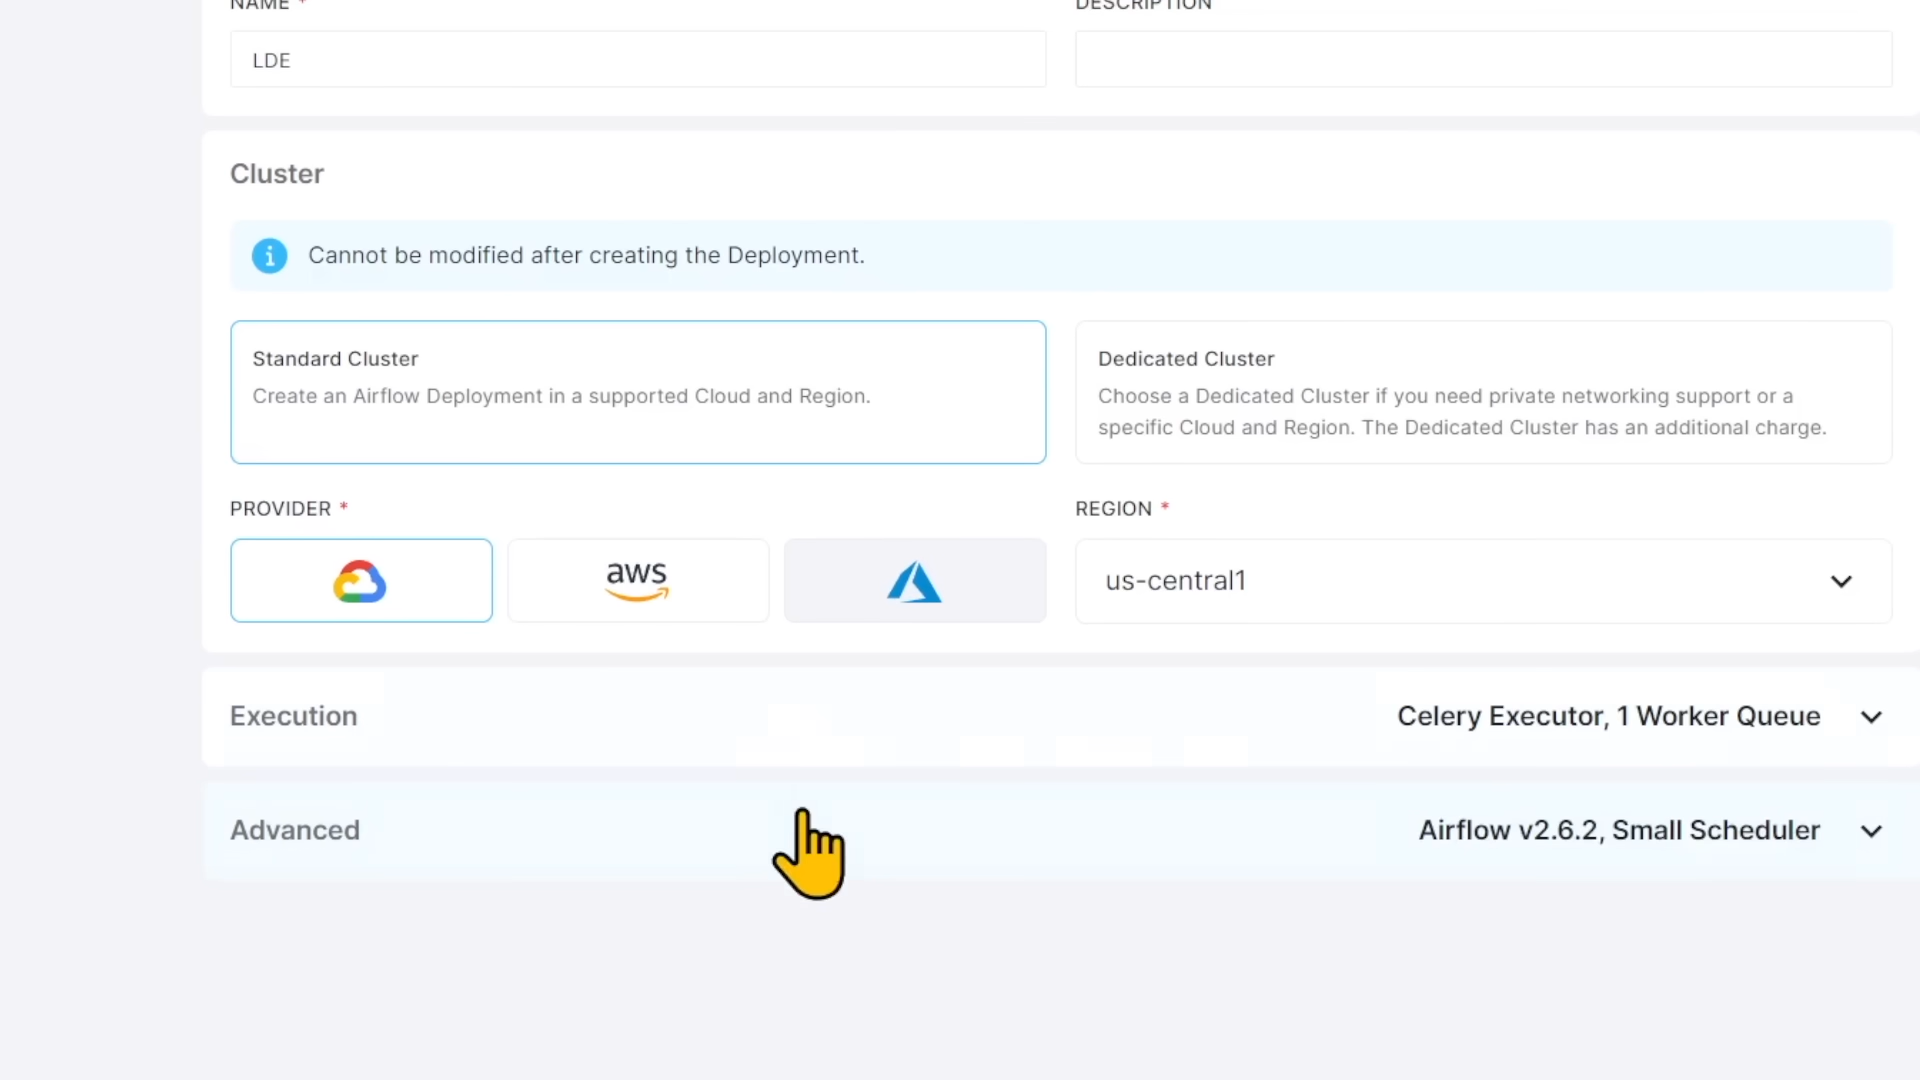 NAME *
DESCRIPTION
LDE
Cluster
Cannot be modified after creating the Deployment.
Standard Cluster
Create an Airflow Deployment in a supported Cloud and Region.
Dedicated Cluster
Choose a Dedicated Cluster if you need private networking support or a
specific Cloud and Region. The Dedicated Cluster has an additional charge.
PROVIDER *
REGION *
aws
us-central1
Execution
Celery Executor, 1 Worker Queue
Advanced
Airflow v2.6.2, Small Scheduler